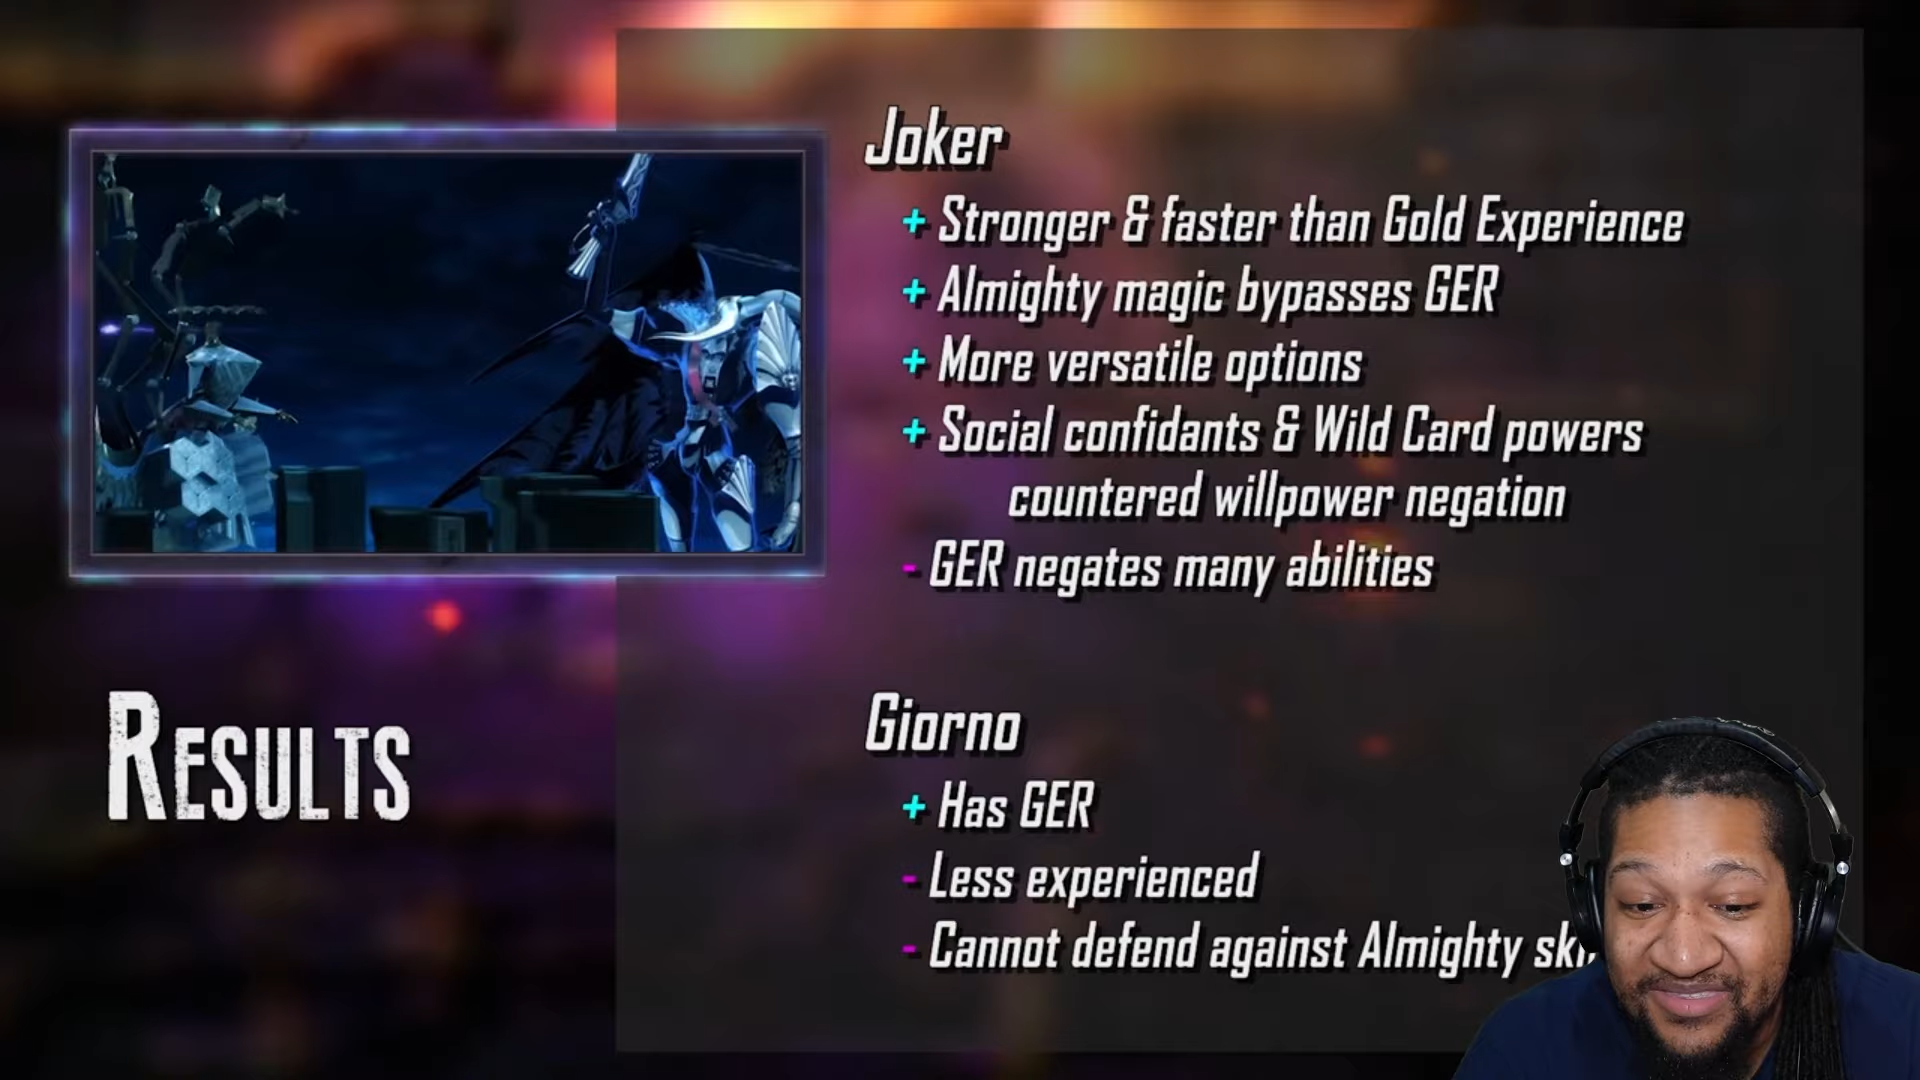 Joker
+ Stronger & faster than Gold Experience
+ Almighty magic bypasses GER
+ More versatile options
+ Social confidants & Wild Card powers
countered willpower negation
- GER negates many abilities
Results
Giorno
+ Has GER
- Less experienced
- Cannot defend against Almighty